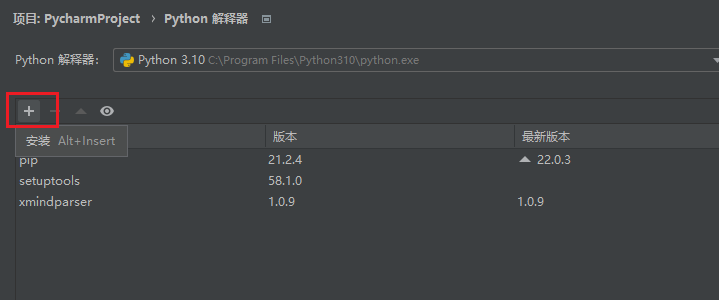 项目: PycharmProject › Python 解释器
Python 解释器: Python 3.10 C:\Program Files\Python310\python.exe
安装 Alt+Insert
版本 最新版本
pip 21.2.4 22.0.3
setuptools 58.1.0
xmindparser 1.0.9 1.0.9